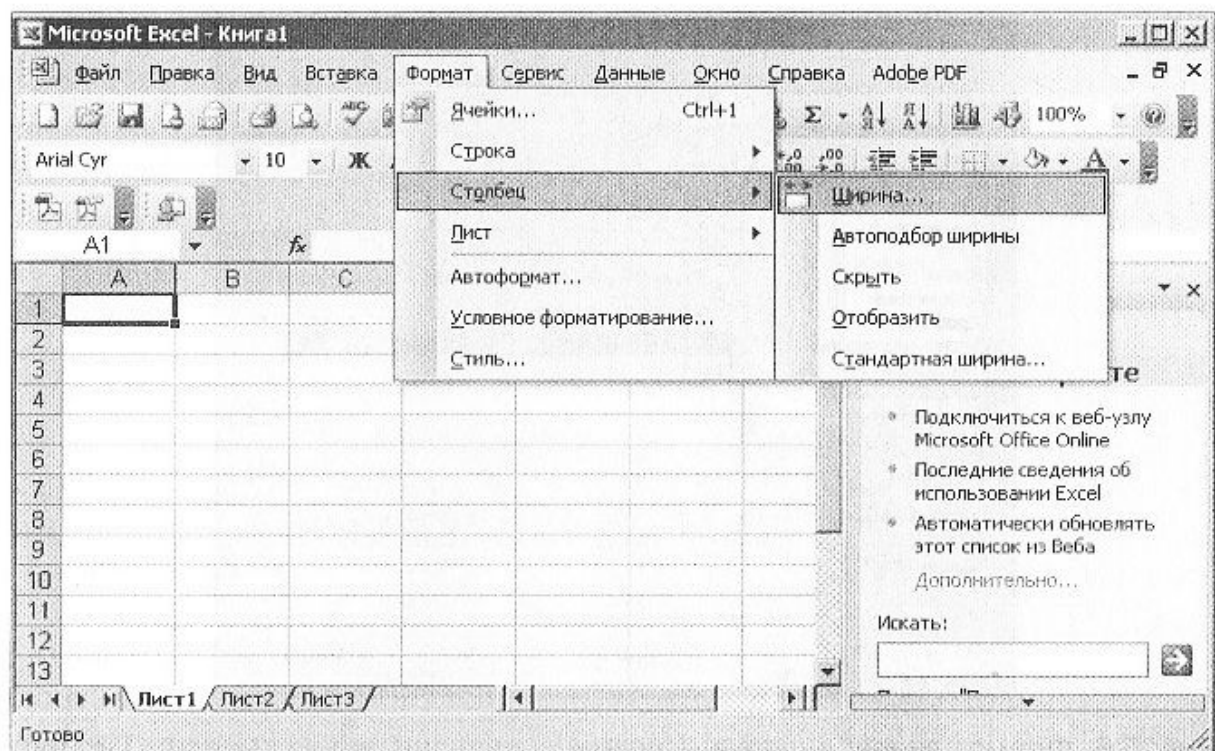 Microsoft Excel - Книга1
Файл Правка Вид Вставка Формат Сервис Данные Окно Справка Adobe PDF
Ячейки... Ctrl+1
100%
Arial Cyr 10 Ж
Строка
Столбец
Ширина...
Лист
Автоподбор ширины
A1 fx
Автоформат...
Скрыть
A B C
Условное форматирование...
Отобразить
Стиль...
Стандартная ширина...
те
1
2
3
4
5
6
7
8
9
10
11
12
13
Подключиться к веб-узлу
Microsoft Office Online
Последние сведения об
использовании Excel
Автоматически обновлять
этот список из Веба
Дополнительно...
Искать:
Лист1 Лист2 Лист3
Готово